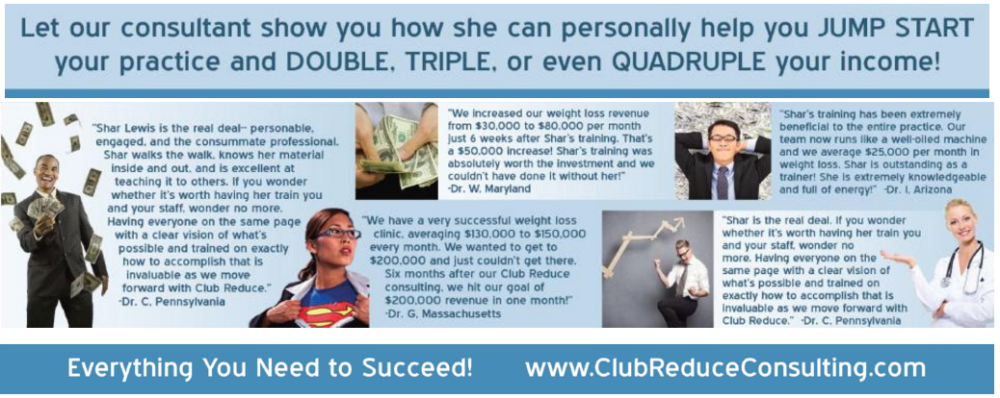 Let our consultant show you how she can personally help you JUMP START
your practice and DOUBLE, TRIPLE, or even QUADRUPLE your income!
"Shar Lewis is the real deal— personable,
engaged, and the consummate professional.
Shar walks the walk, knows her material
inside and out, and is excellent at
teaching it to others. If you wonder
whether it's worth having her train you
and your staff, wonder no more.
Having everyone on the same page
with a clear vision of what's
possible and trained on exactly
how to accomplish that is
invaluable as we move
forward with Club Reduce."
-Dr. C. Pennsylvania
"We increased our weight loss revenue
from $30,000 to $80,000 per month
just 6 weeks after Shar's training. That's
a $50,000 increase! Shar's training was
absolutely worth the investment and we
couldn't have done it without her!"
-Dr. W. Maryland
"Shar's training has been extremely
beneficial to the entire practice. Our
team now runs like a well-oiled machine
and we average $25,000 per month in
weight loss. Shar is outstanding as a
trainer! She is extremely knowledgeable
and full of energy!" -Dr. I. Arizona
"We have a very successful weight loss
clinic, averaging $130,000 to $150,000
every month. We wanted to get to
$200,000 and just couldn't get there.
Six months after our Club Reduce
consulting, we hit our goal of
$200,000 revenue in one month!"
-Dr. G. Massachusetts
"Shar is the real deal. If you wonder
whether it's worth having her train you
and your staff, wonder no
more. Having everyone on the
same page with a clear vision of
what's possible and trained on
exactly how to accomplish that is
invaluable as we move forward with
Club Reduce." -Dr. C. Pennsylvania
Everything You Need to Succeed! www.ClubReduceConsulting.com